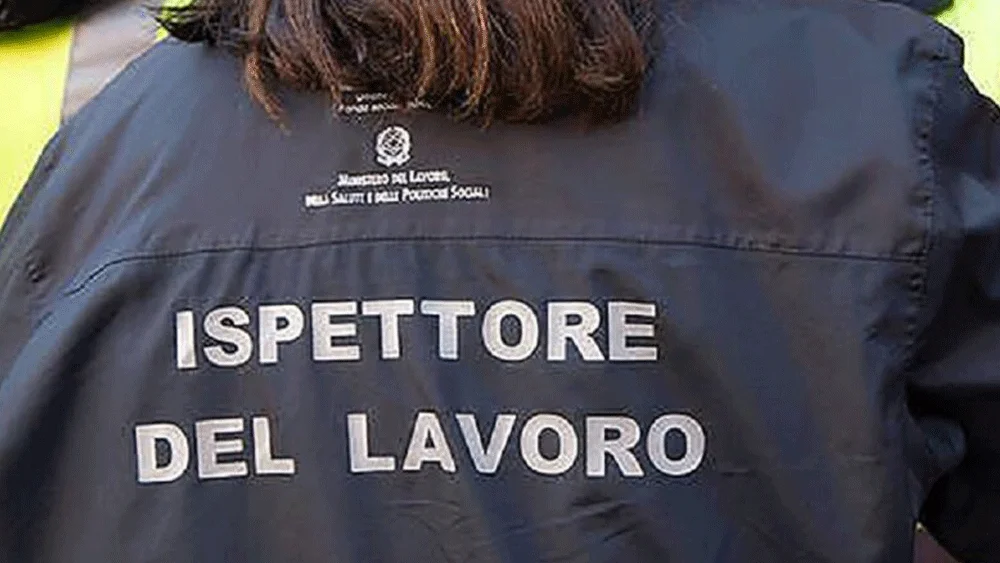 MINISTERO DEL LAVORO,
DELLA SALUTE E DELLE POLITICHE SOCIALI
ISPETTORE
DEL LAVORO